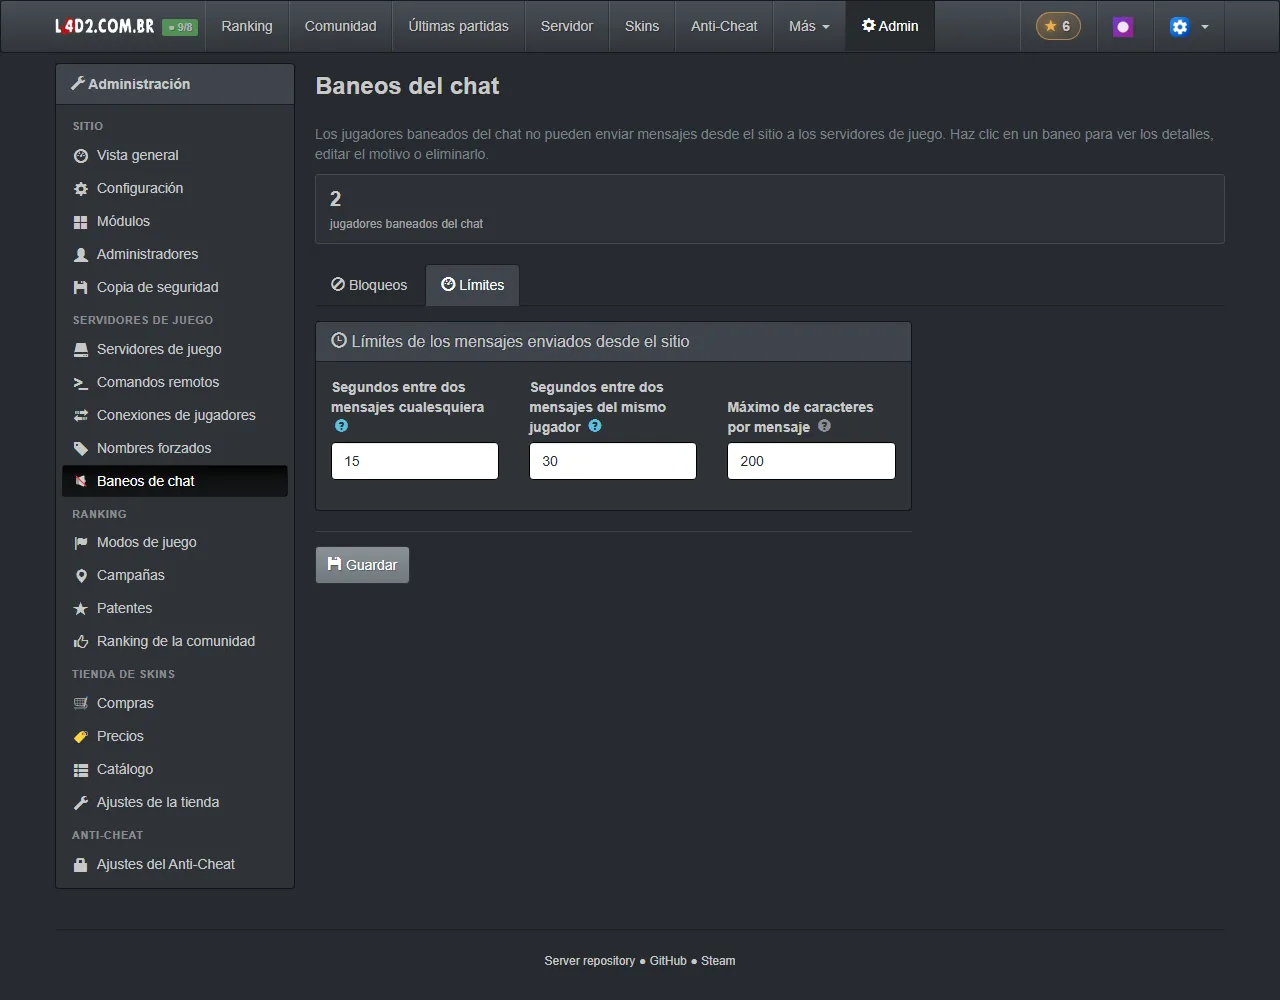 L4D2.COM.BR
9/8
Ranking
Comunidad
Últimas partidas
Servidor
Skins
Anti-Cheat
Más
Admin
6
Administración
SITIO
Vista general
Configuración
Módulos
Administradores
Copia de seguridad
SERVIDORES DE JUEGO
Servidores de juego
Comandos remotos
Conexiones de jugadores
Nombres forzados
Baneos de chat
RANKING
Modos de juego
Campañas
Patentes
Ranking de la comunidad
TIENDA DE SKINS
Compras
Precios
Catálogo
Ajustes de la tienda
ANTI-CHEAT
Ajustes del Anti-Cheat
Baneos del chat
Los jugadores baneados del chat no pueden enviar mensajes desde el sitio a los servidores de juego. Haz clic en un baneo para ver los detalles,
editar el motivo o eliminarlo.
2
jugadores baneados del chat
Bloqueos
Límites
Límites de los mensajes enviados desde el sitio
Segundos entre dos
mensajes cualesquiera
15
Segundos entre dos
mensajes del mismo
jugador
30
Máximo de caracteres
por mensaje
200
Guardar
Server repository ● GitHub ● Steam